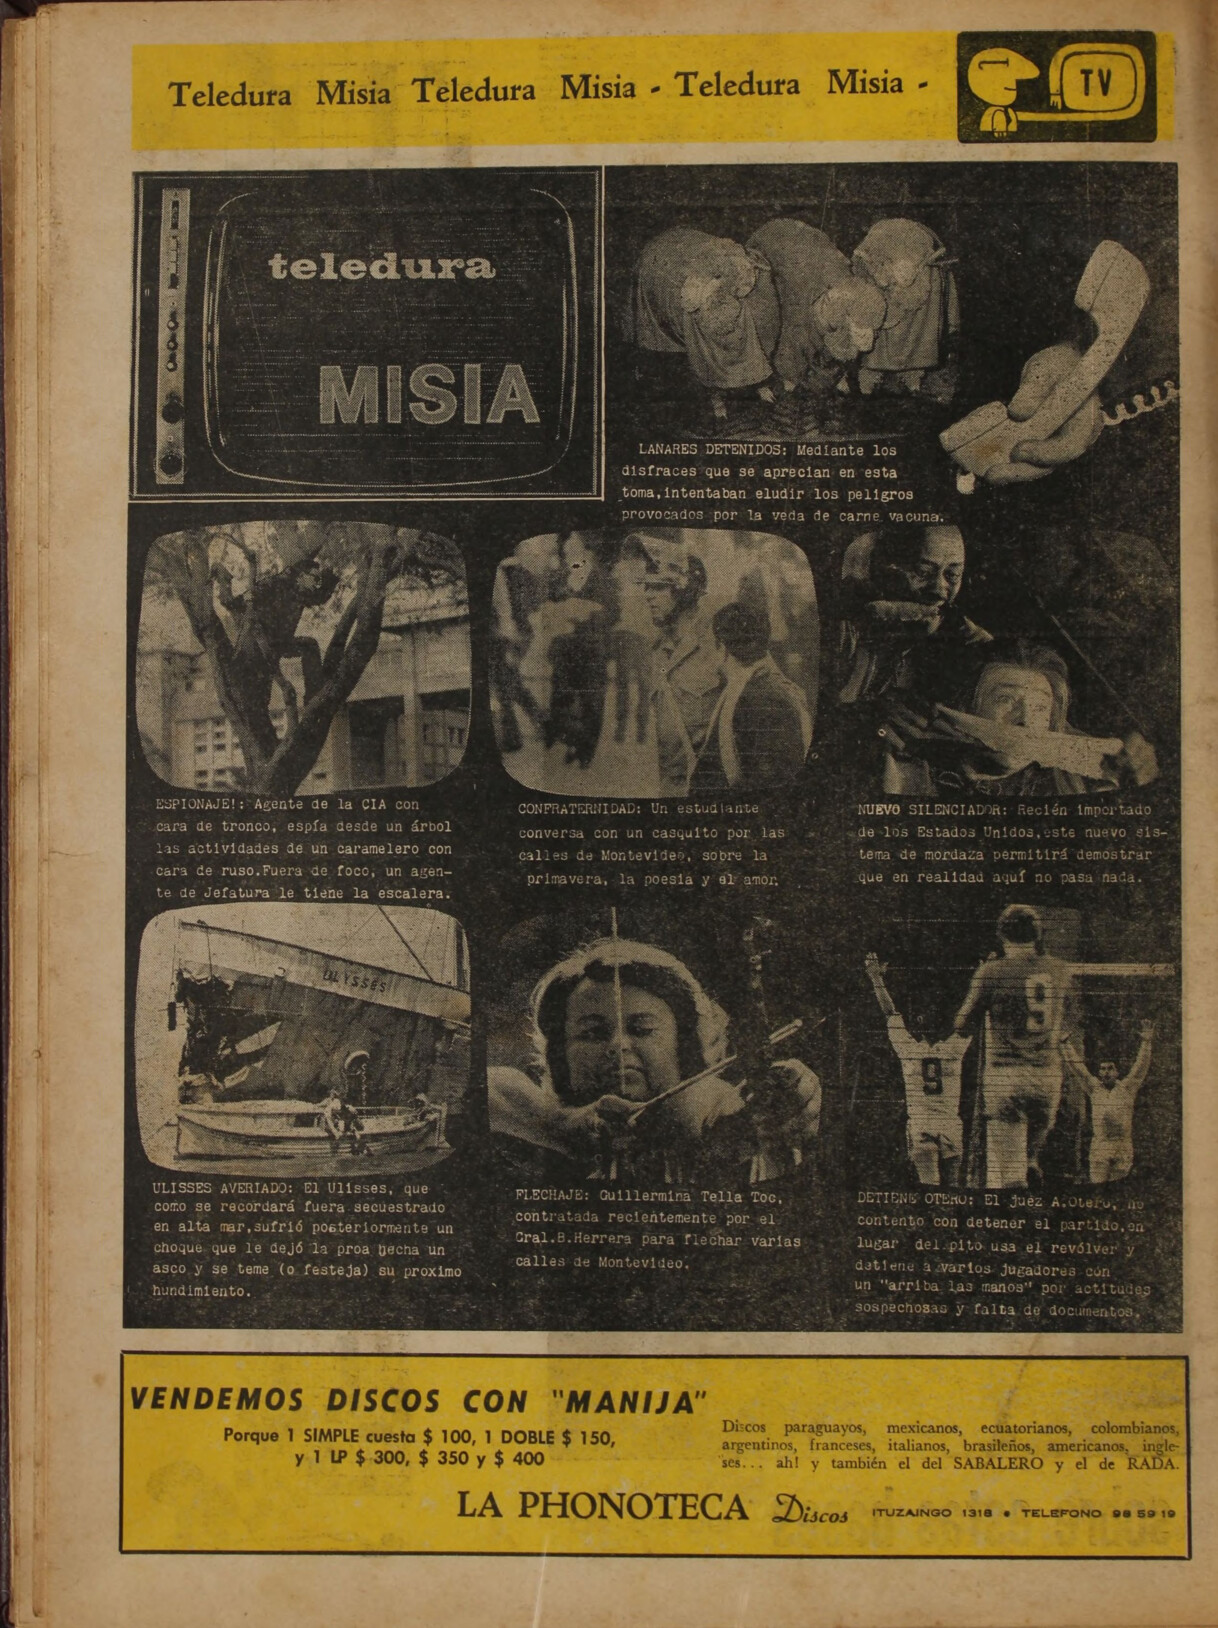 Teledura Misia Teledura Misia - Teledura Misia -
TV
teledura
MISIA
LANARES DETENIDOS: Mediante los
disfraces que se aprecian en esta
toma,intentaban eludir los peligros
provocados por la veda de carne vacuna.
ESPIONAJE!: Agente de la CIA con
cara de tronco, espía desde un árbol
las actividades de un caramelero con
cara de ruso.Fuera de foco, un agen-
te de Jefatura le tiene la escalera.
CONFRATERNIDAD: Un estudiante
conversa con un casquito por las
calles de Montevideo, sobre la
primavera, la poesia y el amor.
NUEVO SILENCIADOR: Recién importado
de los Estados Unidos,este nuevo sis-
tema de mordaza permitirá demostrar
que en realidad aquí no pasa nada.
ULYSSES
ULISSES AVERIADO: El Ulisses, que
como se recordará fuera secuestrado
en alta mar,sufrió posteriormente un
choque que le dejó la proa hecha un
asco y se teme (o festeja) su proximo
hundimiento.
FLECHAJE: Guillermina Tella Toc,
contratada recientemente por el
Gral.B.Herrera para flechar varias
calles de Montevideo.
9
9
DETIENE OTERO: El juez A.Otero, no
contento con detener el partido,en
lugar del pito usa el revólver y
detiene a varios jugadores con
un "arriba las manos" por actitudes
sospechosas y falta de documentos.
VENDEMOS DISCOS CON "MANIJA"
Porque 1 SIMPLE cuesta $ 100, 1 DOBLE $ 150,
y 1 LP $ 300, $ 350 y $ 400
Discos paraguayos, mexicanos, ecuatorianos, colombianos,
argentinos, franceses, italianos, brasileños, americanos, ingle-
ses... ah! y también el del SABALERO y el de RADA.
LA PHONOTECA Discos ITUZAINGO 1318 • TELEFONO 98 59 19